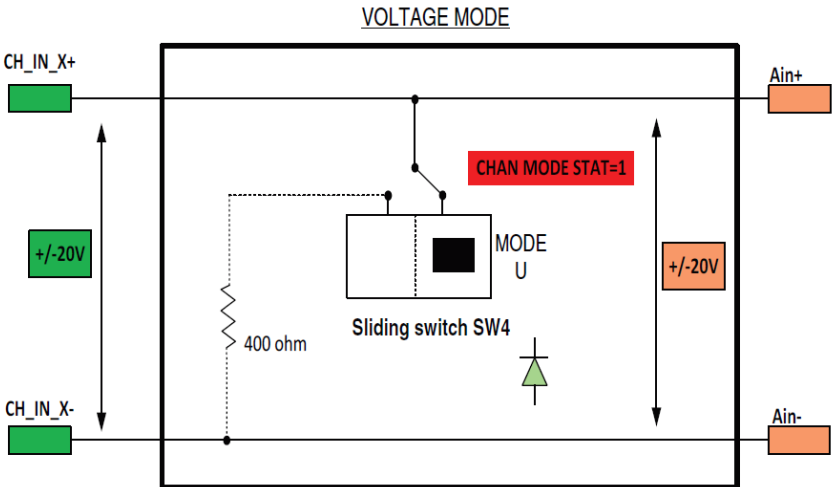 VOLTAGE MODE
CH_IN_X+
Ain+
CHAN MODE STAT=1
MODE
U
+/-20V
+/-20V
Sliding switch SW4
400 ohm
CH_IN_X-
Ain-